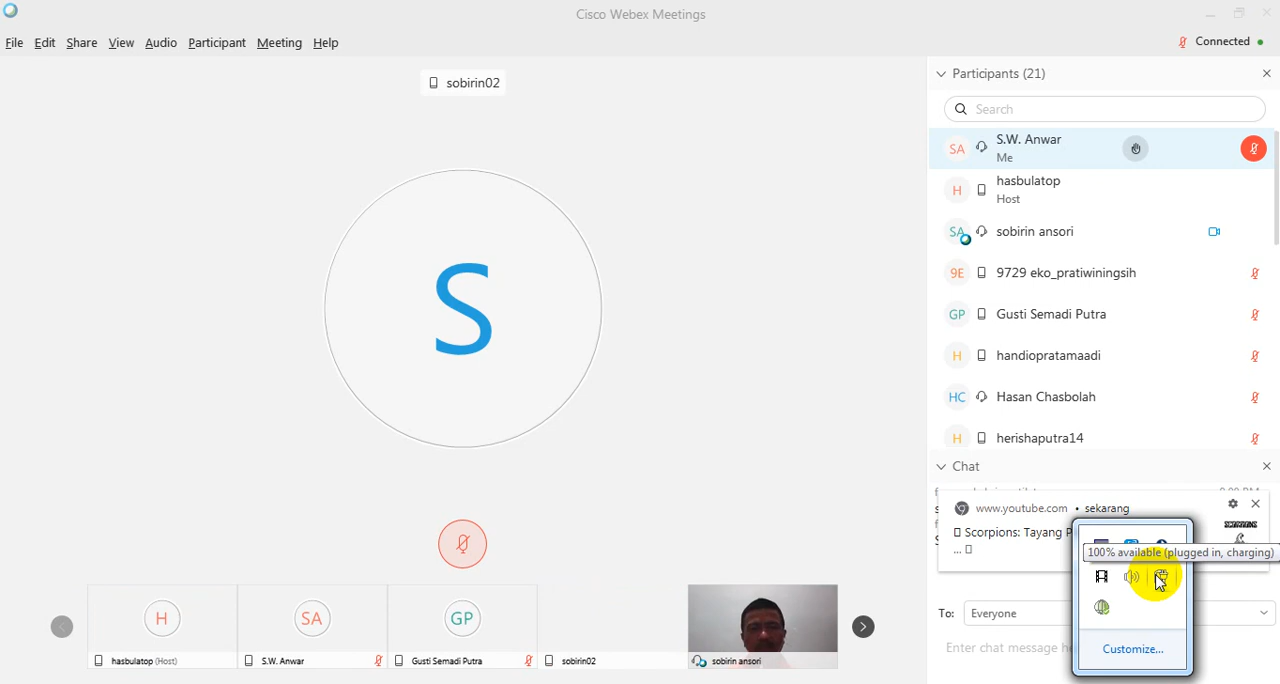 Cisco Webex Meetings
File Edit Share View Audio Participant Meeting Help
Connected
sobirin02
S
Participants (21)
Search
SA S.W. Anwar
Me
H hasbulatop
Host
SA sobirin ansori
9E 9729 eko_pratiwiningsih
GP Gusti Semadi Putra
H handiopratamaadi
HC Hasan Chasbolah
H herishaputra14
Chat
www.youtube.com • sekarang
Scorpions: Tayang
...
SCORPIONS
100% available (plugged in, charging)
To: Everyone
Enter chat message
Customize...
H
hasbulatop (Host)
SA
S.W. Anwar
GP
Gusti Semadi Putra
sobirin02
sobirin ansori